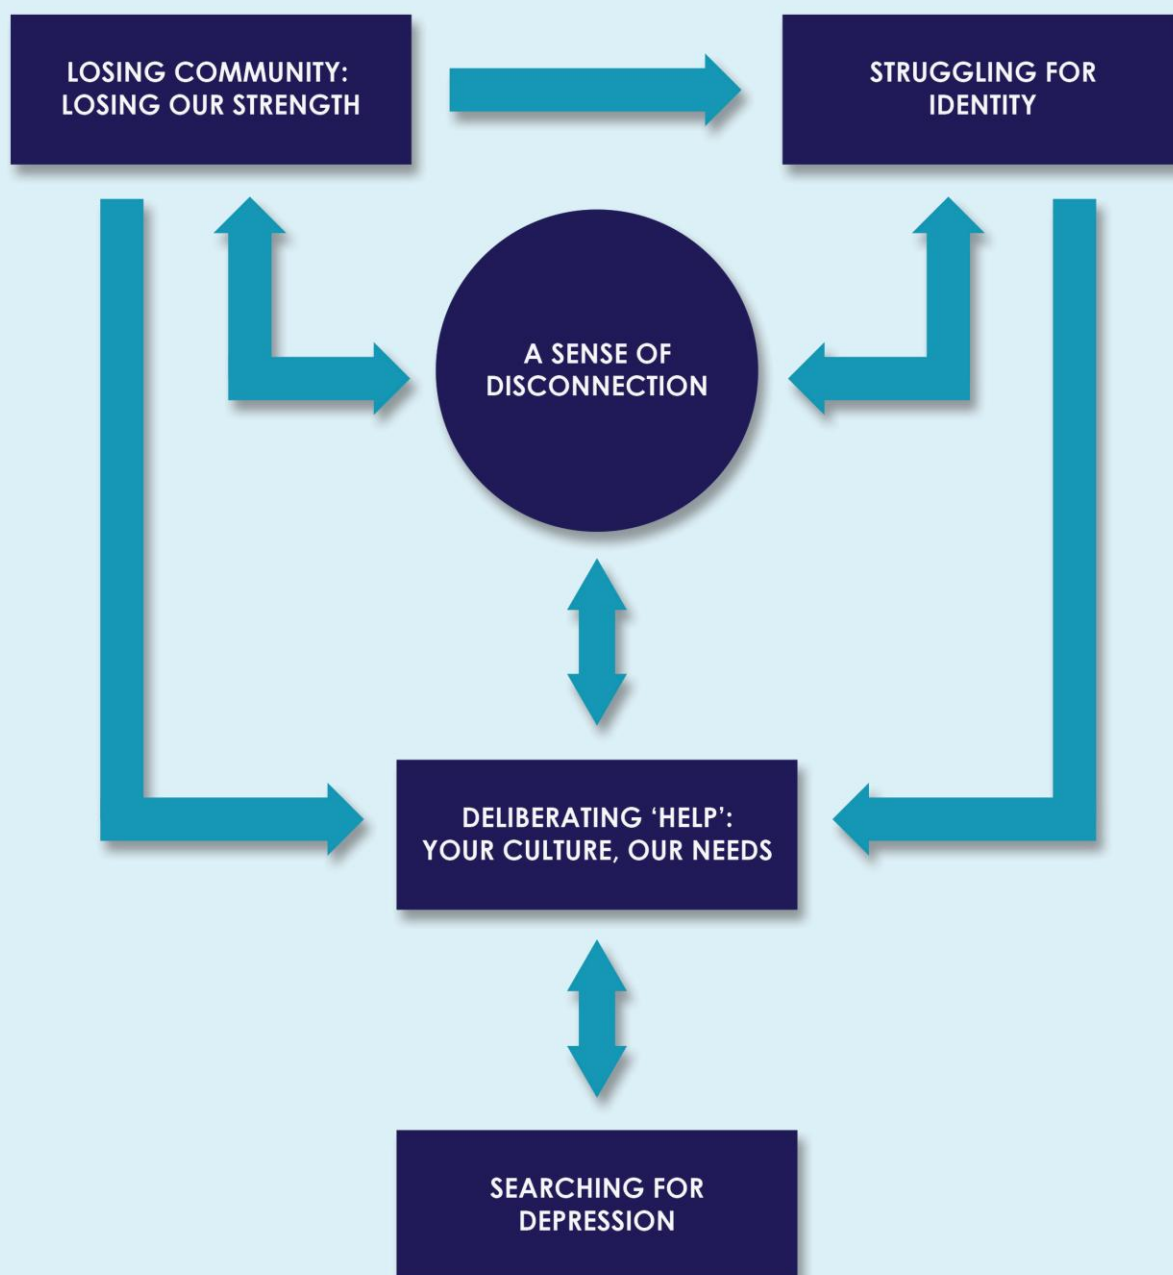 LOSING COMMUNITY:
LOSING OUR STRENGTH
STRUGGLING FOR
IDENTITY
A SENSE OF
DISCONNECTION
DELIBERATING ‘HELP’:
YOUR CULTURE, OUR NEEDS
SEARCHING FOR
DEPRESSION